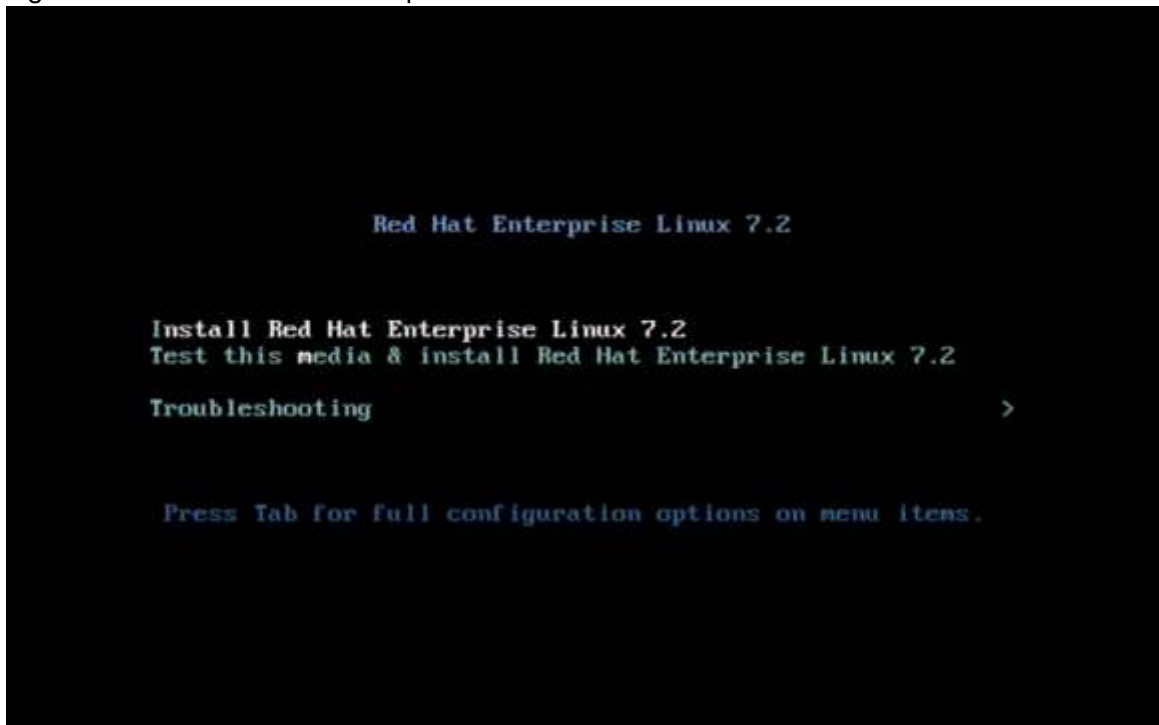 Red Hat Enterprise Linux 7.2
Install Red Hat Enterprise Linux 7.2
Test this media & install Red Hat Enterprise Linux 7.2
Troubleshooting >
Press Tab for full configuration options on menu items.